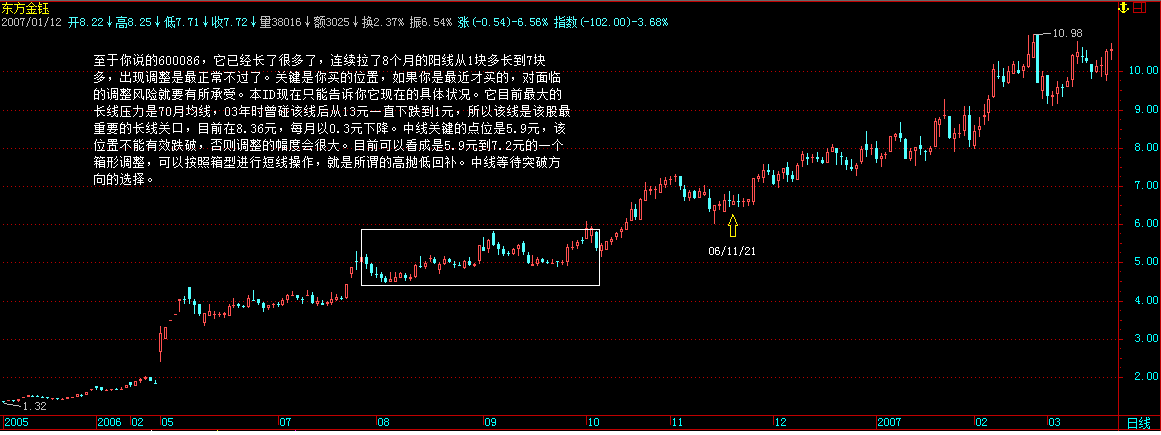 东方金钰
2007/01/12 开8.22↓高8.25↓低7.71↓收7.72↓量38016↓额3025↓换2.37% 振6.54% 涨(-0.54)-6.56% 指数(-102.00)-3.68%
至于你说的600086，它已经长了很多了，连续拉了8个月的阳线从1块多长到7块
多，出现调整是最正常不过了。关键是你买的位置，如果你是最近才买的，对面临
的调整风险就要有所承受。本ID现在只能告诉你它现在的具体状况。它目前最大的
长线压力是70月均线，03年时曾碰该线后从13元一直下跌到1元，所以该线是该股最
重要的长线关口，目前在8.36元，每月以0.3元下降。中线关键的点位是5.9元，该
位置不能有效跌破，否则调整的幅度会很大。目前可以看成是5.9元到7.2元的一个
箱形调整，可以按照箱型进行短线操作，就是所谓的高抛低回补。中线等待突破方
向的选择。
10.98
10.00
9.00
8.00
7.00
6.00
5.00
4.00
3.00
2.00
06/11/21
1.32
2005 2006 02 05 07 08 09 10 11 12 2007 02 03 日线